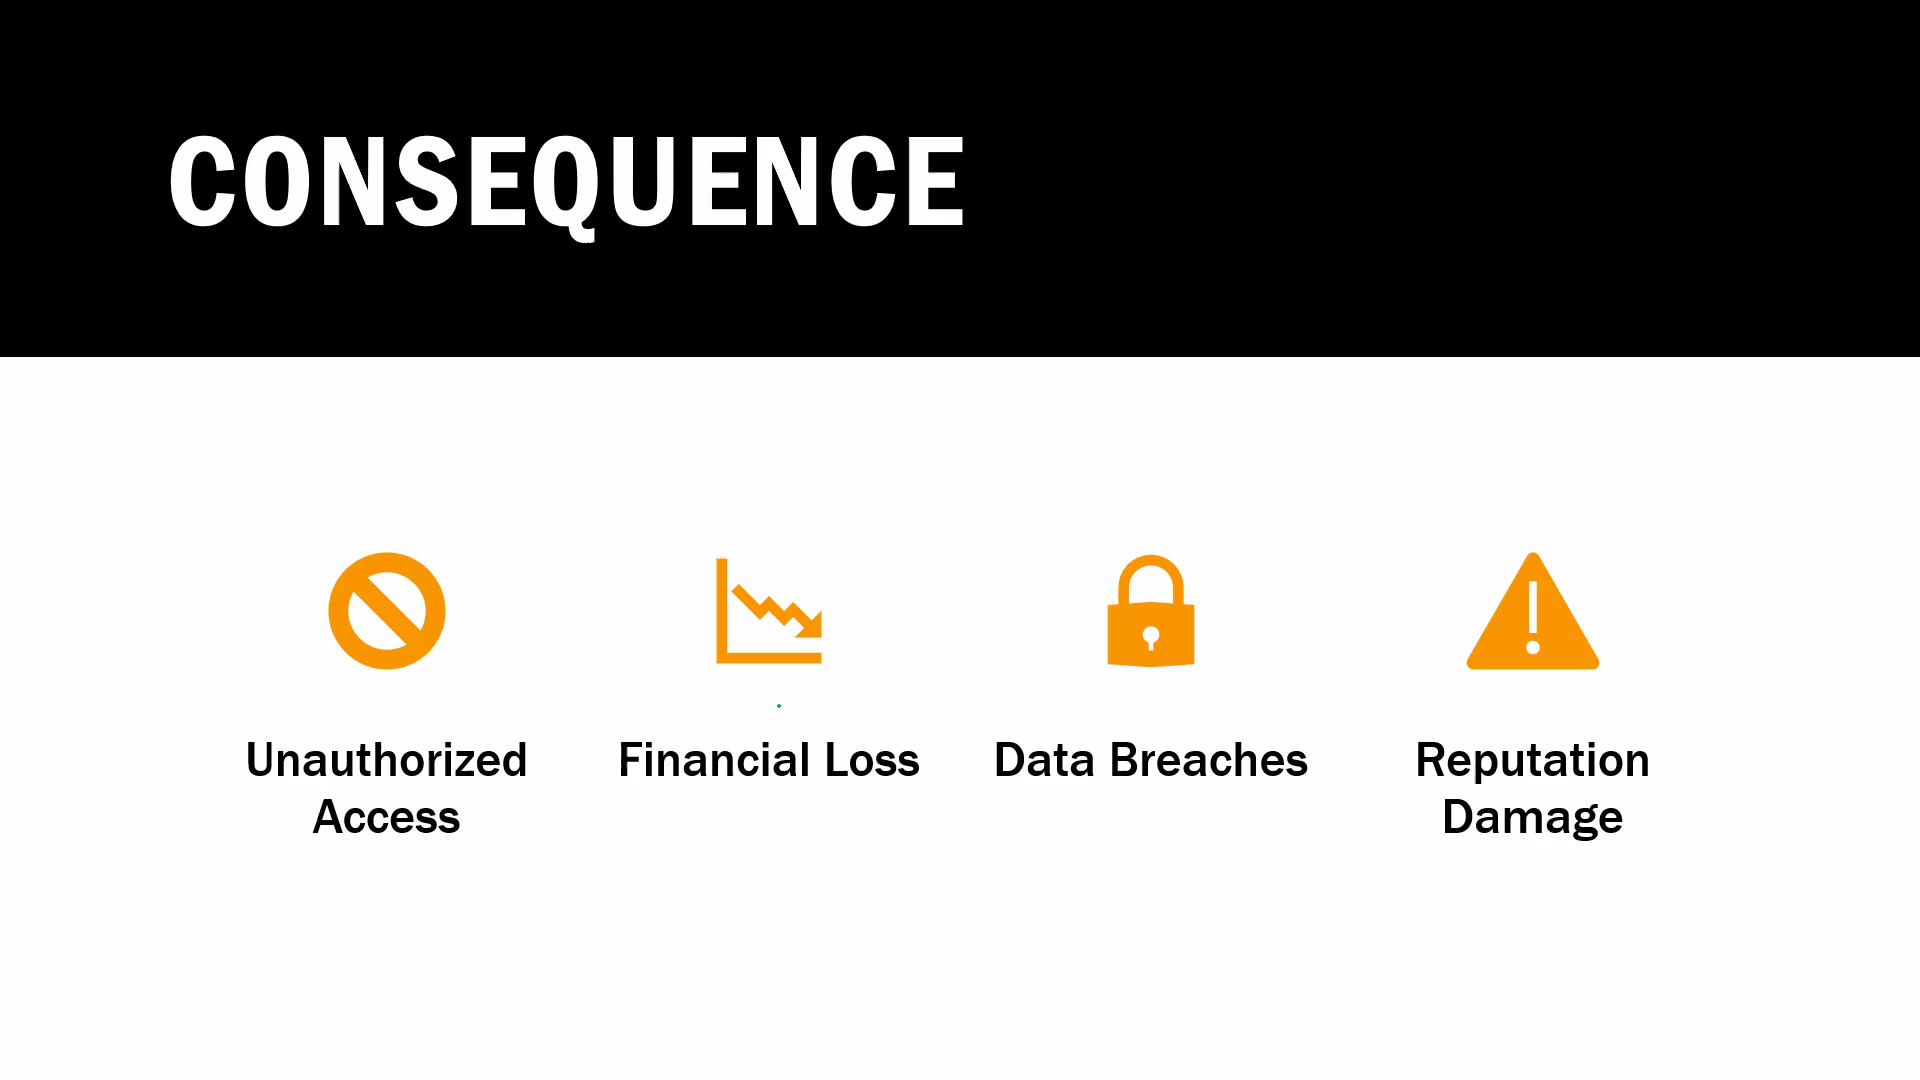 CONSEQUENCE
Unauthorized
Access
Financial Loss
Data Breaches
Reputation
Damage